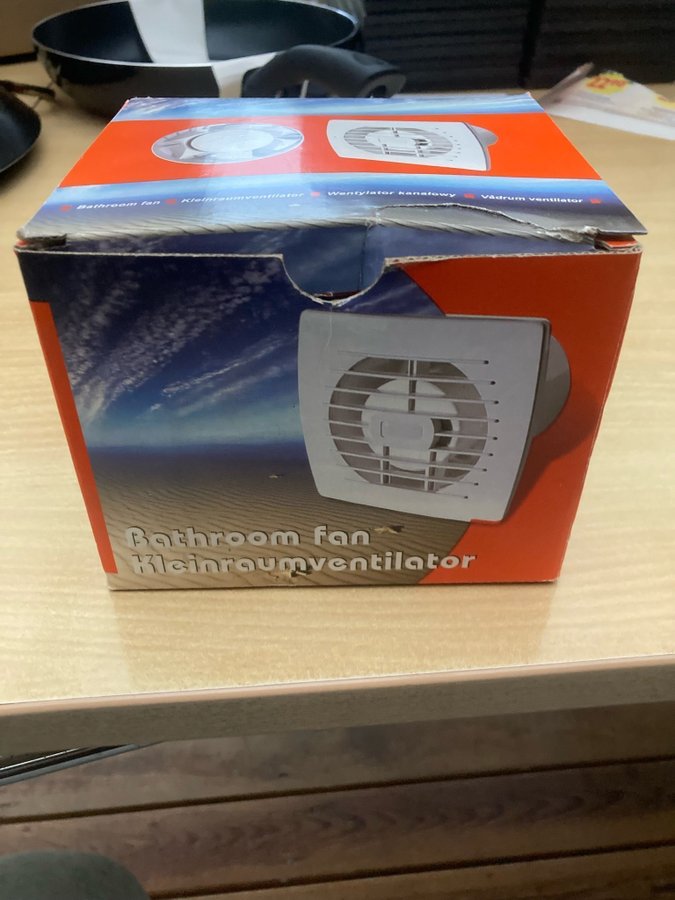 Bathroom fan Kleinraumventilator Wentylator kanałowy Vådrum ventilator
Bathroom fan
Kleinraumventilator